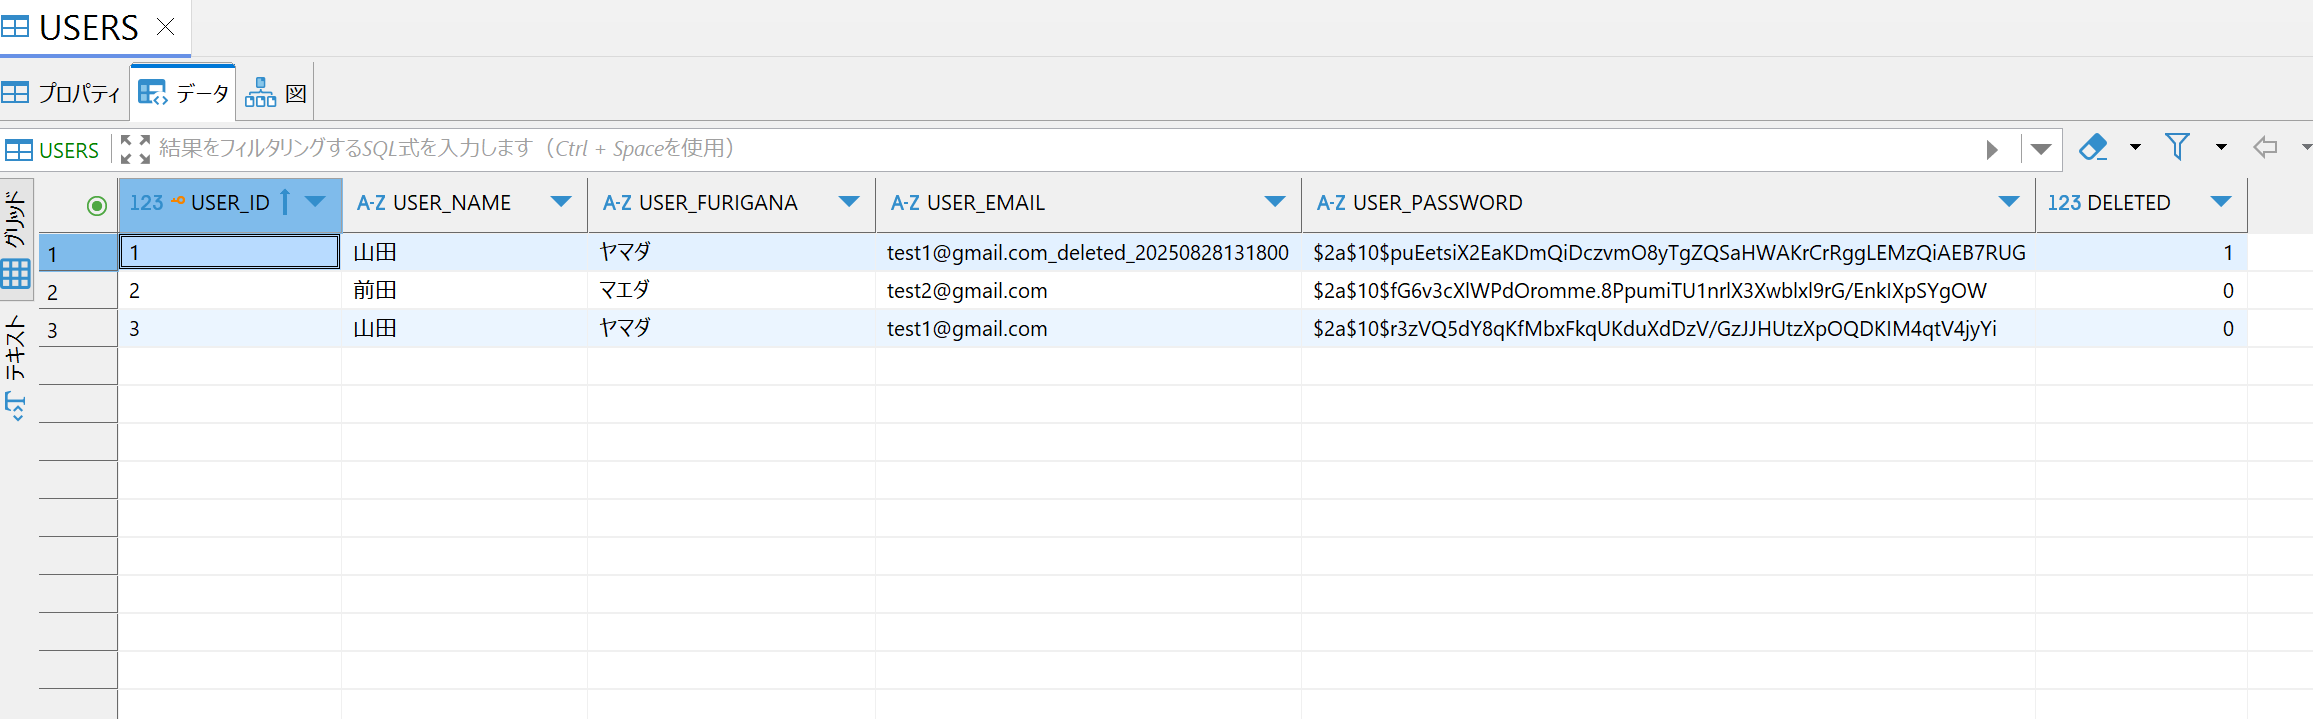 USERS
プロパティ データ 図
USERS 結果をフィルタリングするSQL式を入力します（Ctrl + Spaceを使用）
グリッド
テキスト
123 USER_ID A-Z USER_NAME A-Z USER_FURIGANA A-Z USER_EMAIL A-Z USER_PASSWORD 123 DELETED
1 1 山田 ヤマダ test1@gmail.com_deleted_20250828131800 $2a$10$puEetsiX2EaKDmQiDczvmO8yTgZQSaHWAKrCrRggLEMzQiAEB7RUG 1
2 2 前田 マエダ test2@gmail.com $2a$10$fG6v3cXlWPdOromme.8PpumiTU1nrlX3Xwblxl9rG/EnkIXpSYgOW 0
3 3 山田 ヤマダ test1@gmail.com $2a$10$r3zVQ5dY8qKfMbxFkqUKduXdDzV/GzJJHUtzXpOQDKIM4qtV4jyYi 0